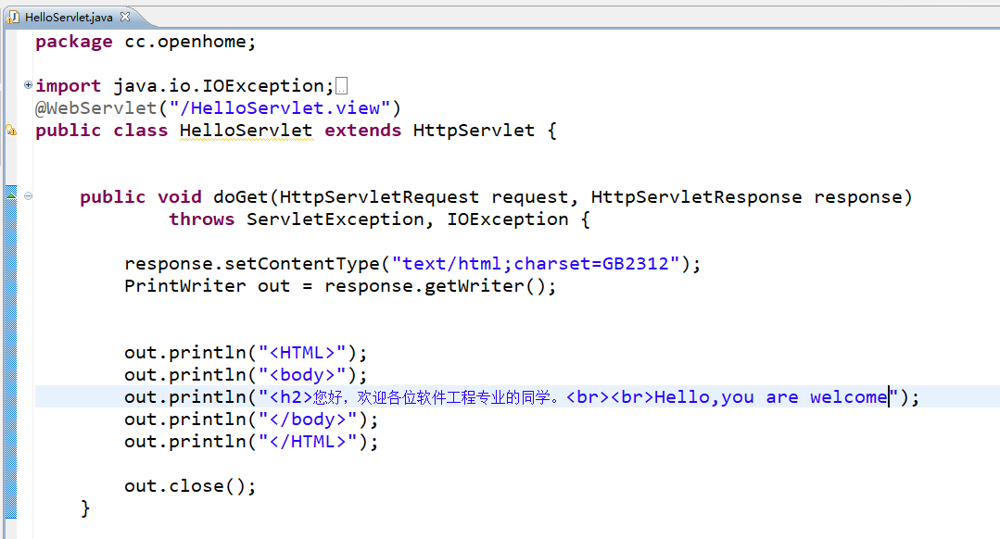 HelloServlet.java
package cc.openhome;
import java.io.IOException;
@WebServlet("/HelloServlet.view")
public class HelloServlet extends HttpServlet {
public void doGet(HttpServletRequest request, HttpServletResponse response)
throws ServletException, IOException {
response.setContentType("text/html;charset=GB2312");
PrintWriter out = response.getWriter();
out.println("<HTML>");
out.println("<body>");
out.println("<h2>您好，欢迎各位软件工程专业的同学。<br><br>Hello,you are welcome");
out.println("</body>");
out.println("</HTML>");
out.close();
}